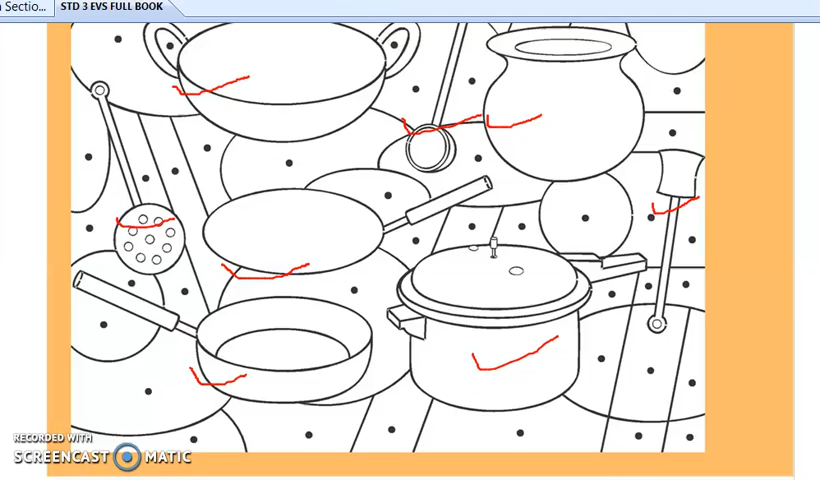 Sectio...
STD 3 EVS FULL BOOK
RECORDED WITH
SCREENCAST MATIC